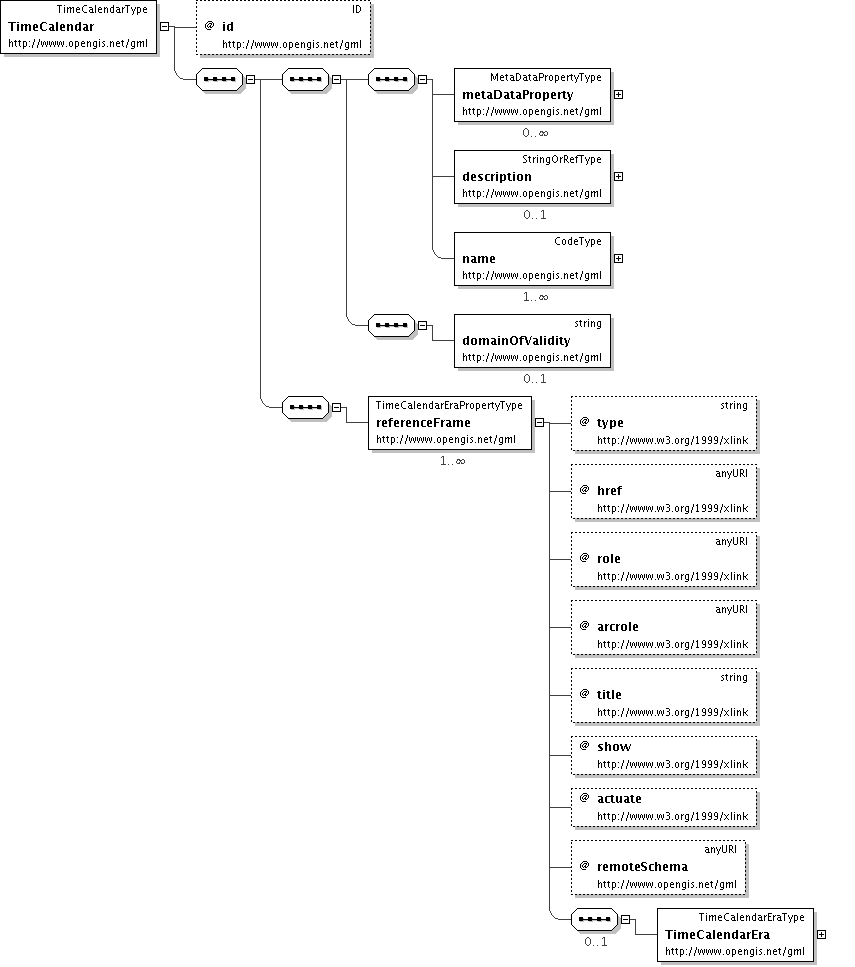 TimeCalendarType
TimeCalendar
http://www.opengis.net/gml
ID
@ id
http://www.opengis.net/gml
MetaDataPropertyType
metaDataProperty
http://www.opengis.net/gml
0..∞
StringOrRefType
description
http://www.opengis.net/gml
0..1
CodeType
name
http://www.opengis.net/gml
1..∞
string
domainOfValidity
http://www.opengis.net/gml
0..1
TimeCalendarEraPropertyType
referenceFrame
http://www.opengis.net/gml
1..∞
string
@ type
http://www.w3.org/1999/xlink
anyURI
@ href
http://www.w3.org/1999/xlink
anyURI
@ role
http://www.w3.org/1999/xlink
anyURI
@ arcrole
http://www.w3.org/1999/xlink
string
@ title
http://www.w3.org/1999/xlink
@ show
http://www.w3.org/1999/xlink
@ actuate
http://www.w3.org/1999/xlink
anyURI
@ remoteSchema
http://www.opengis.net/gml
0..1
TimeCalendarEraType
TimeCalendarEra
http://www.opengis.net/gml